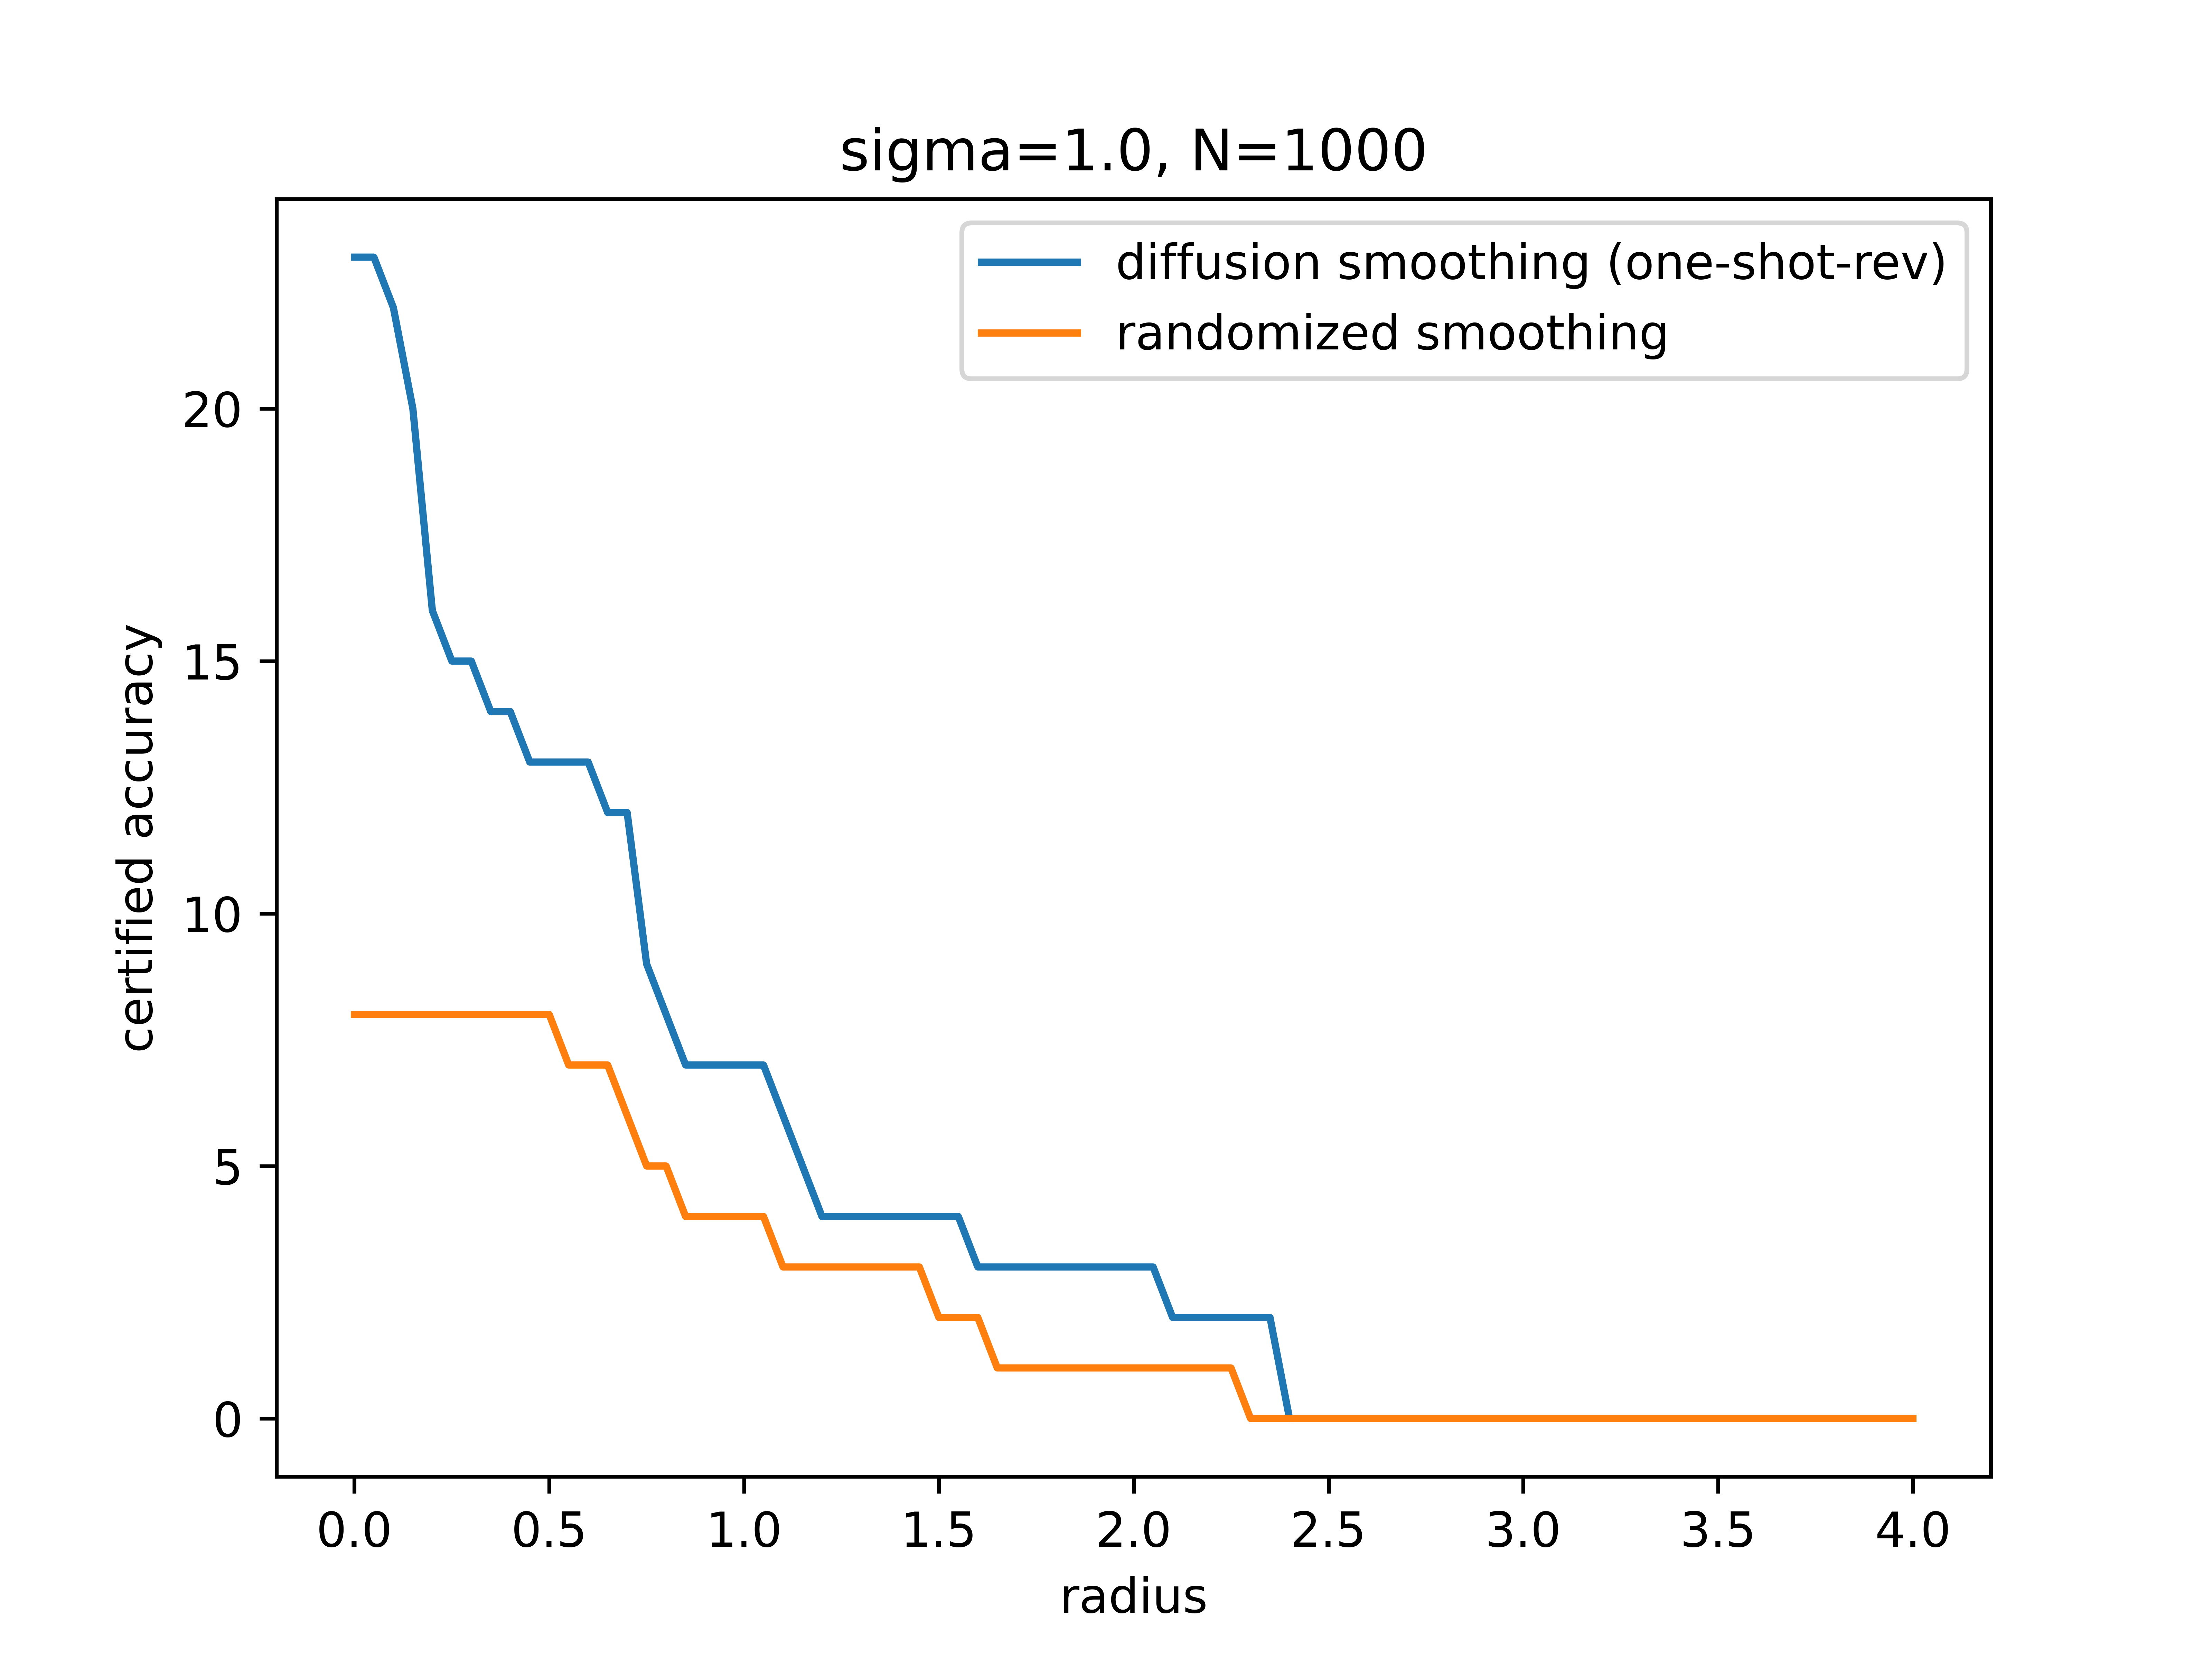 sigma=1.0, N=1000
diffusion smoothing (one-shot-rev)
randomized smoothing
certified accuracy
20
15
10
5
0
0.0 0.5 1.0 1.5 2.0 2.5 3.0 3.5 4.0
radius